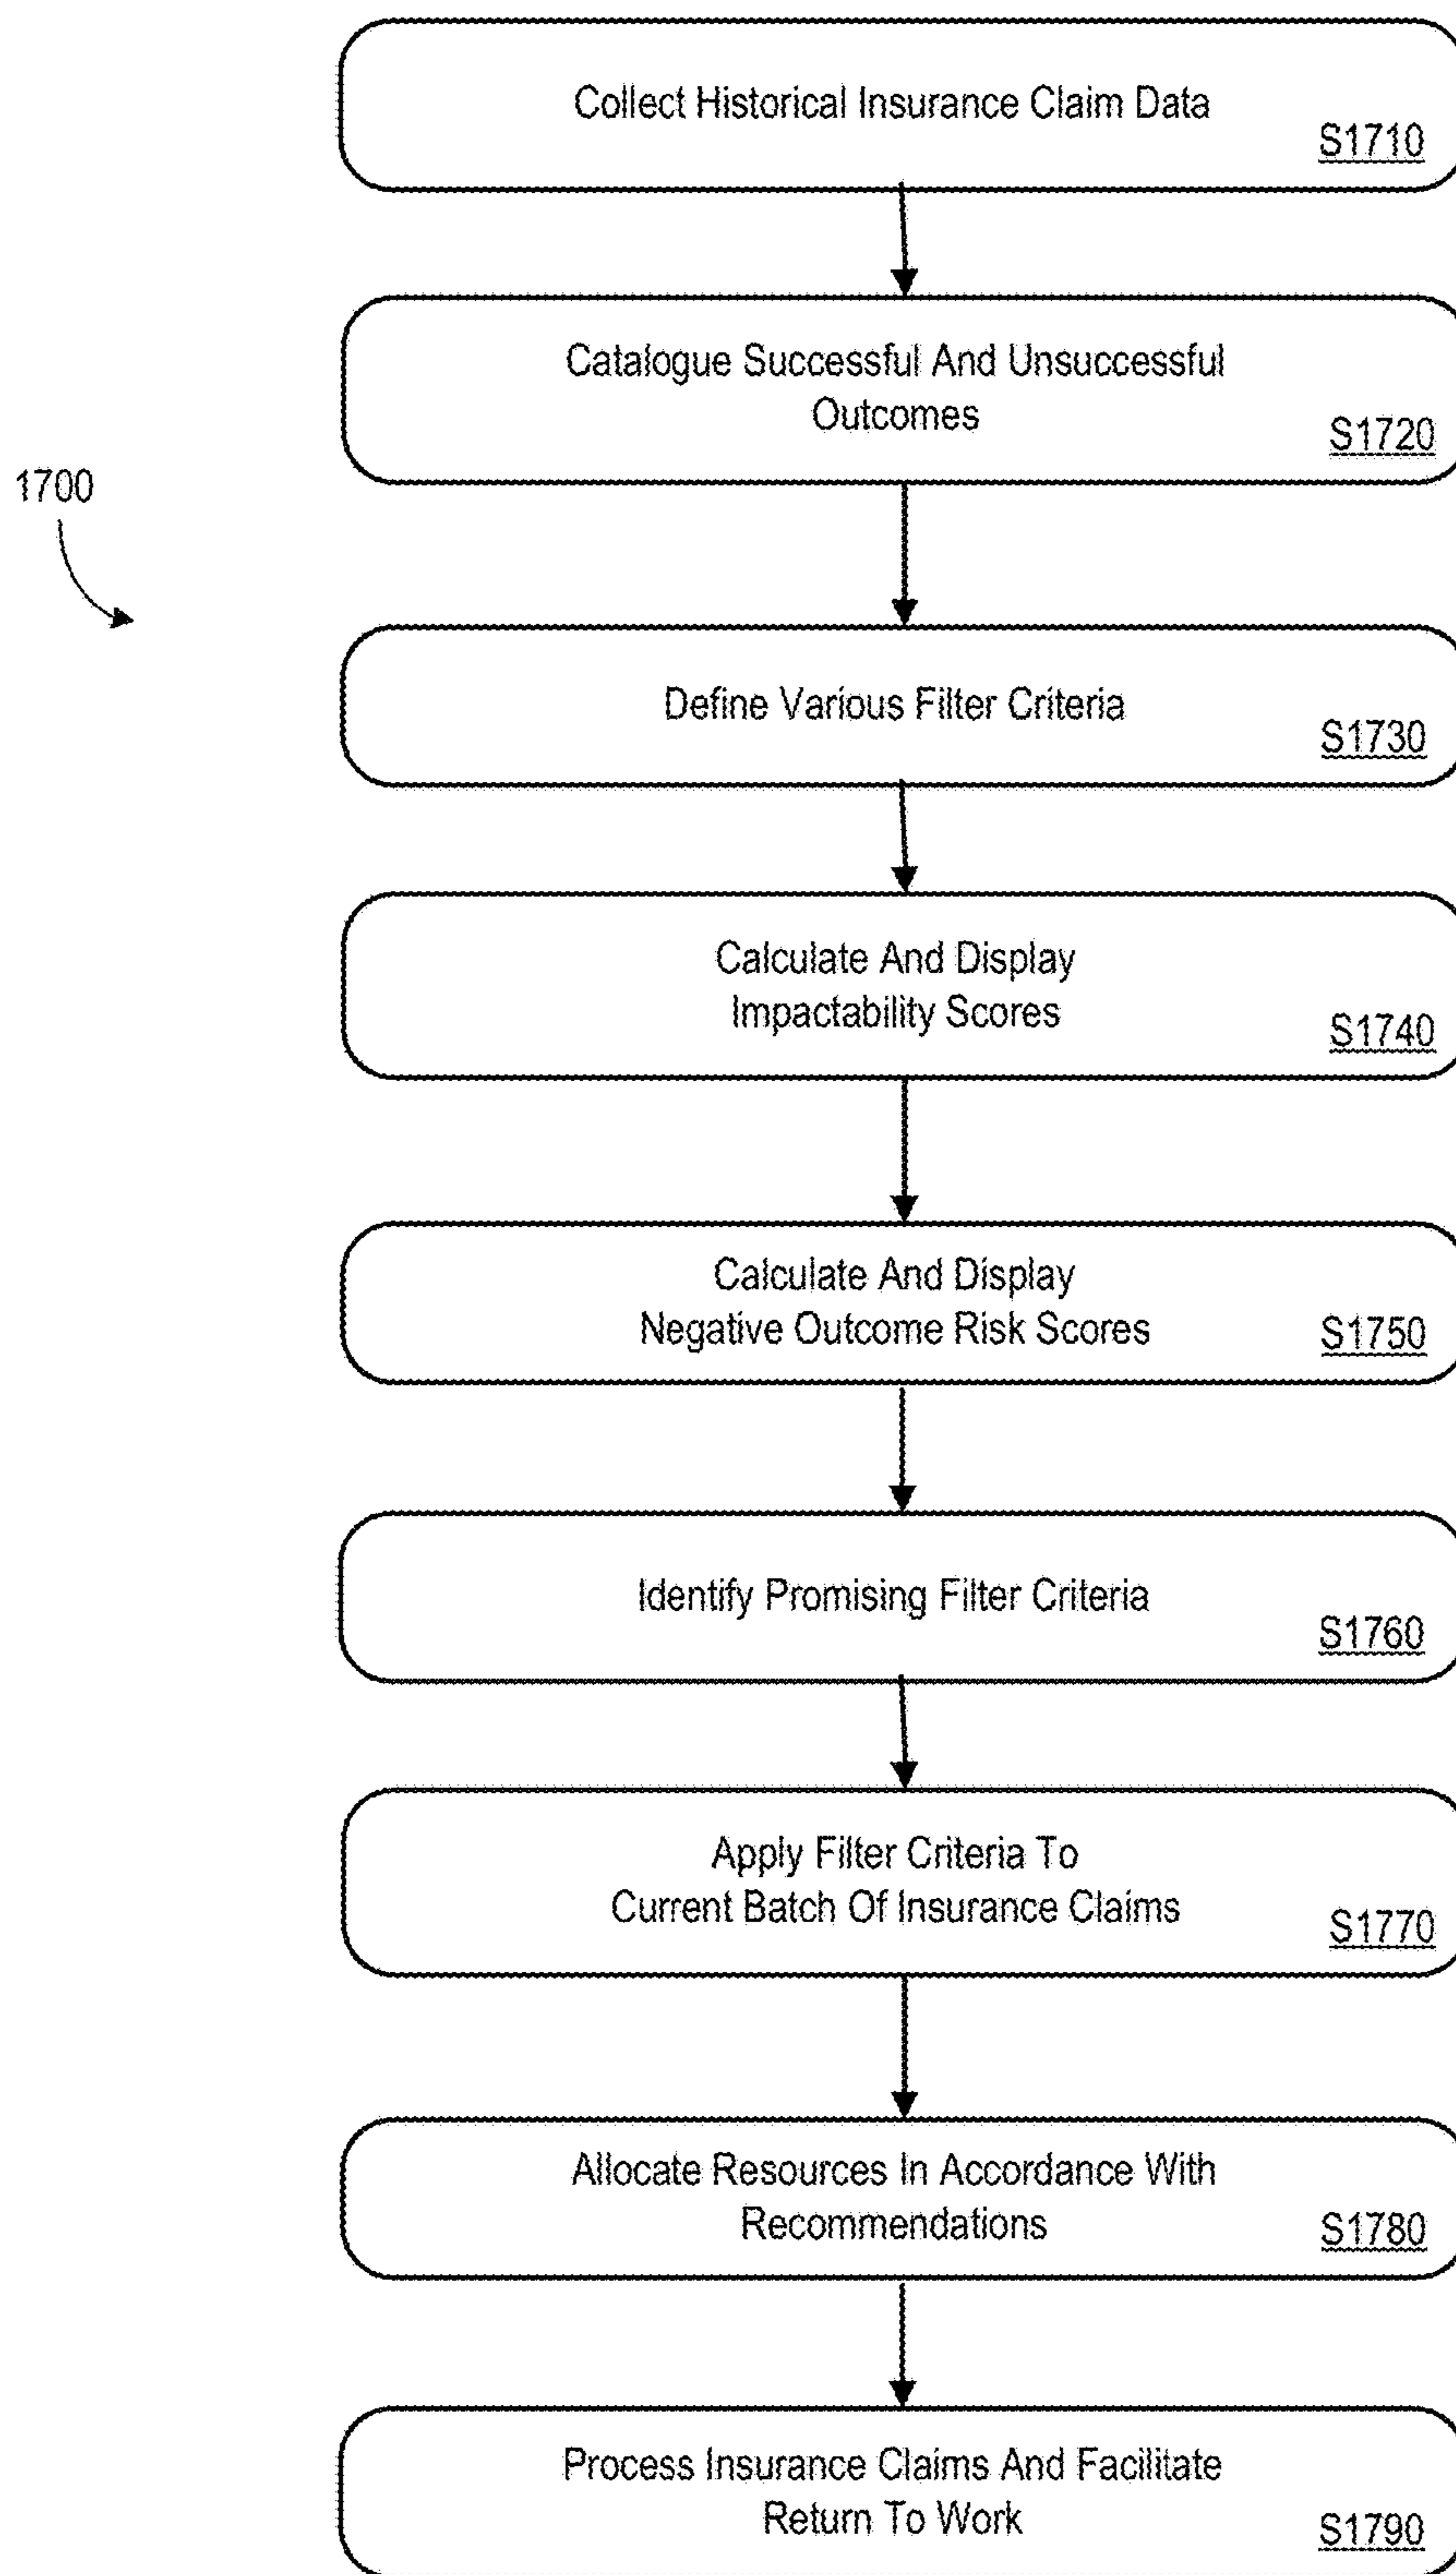 Collect Historical Insurance Claim Data
S1710
Catalogue Successful And Unsuccessful
Outcomes
S1720
1700
Define Various Filter Criteria
S1730
Calculate And Display
Impactability Scores
S1740
Calculate And Display
Negative Outcome Risk Scores
S1750
Identify Promising Filter Criteria
S1760
Apply Filter Criteria To
Current Batch Of Insurance Claims
S1770
Allocate Resources In Accordance With
Recommendations
S1780
Process Insurance Claims And Facilitate
Return To Work
S1790